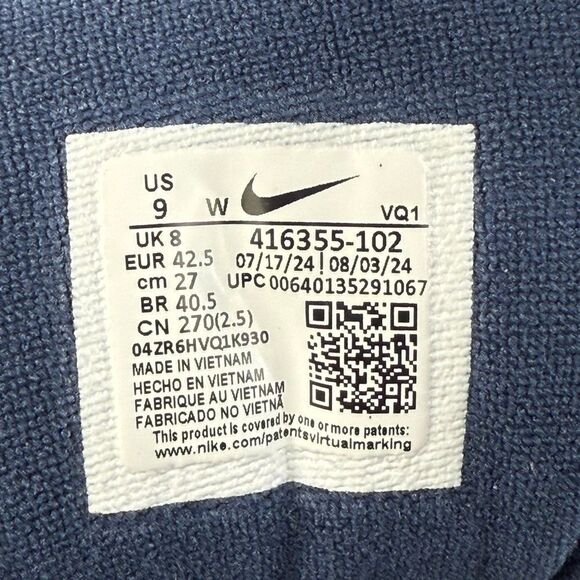 US
9 W VQ1
UK 8 416355-102
EUR 42.5 07/17/24 | 08/03/24
cm 27 UPC 00640135291067
BR 40.5
CN 270(2.5)
04ZR6HVQ1K930
MADE IN VIETNAM
HECHO EN VIETNAM
FABRIQUE AU VIETNAM
FABRICADO NO VIETNÃ
This product is covered by one or more patents:
www.nike.com/patentsvirtualmarking